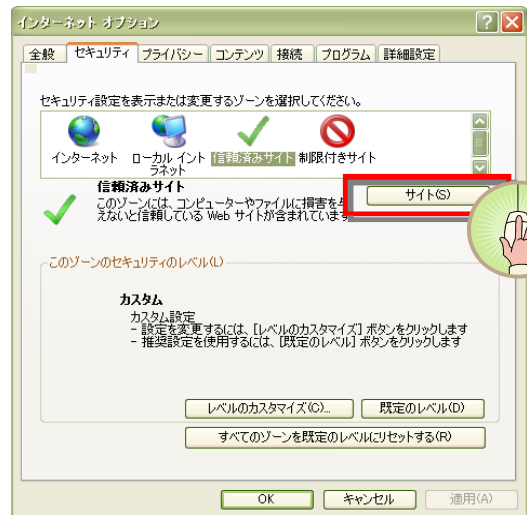 インターネット オプション
全般 セキュリティ プライバシー コンテンツ 接続 プログラム 詳細設定
セキュリティ設定を表示または変更するゾーンを選択してください。
インターネット ローカル イントラネット 信頼済みサイト 制限付きサイト
信頼済みサイト
サイト(S)
このゾーンには、コンピューターやファイルに損害を与
えないと信頼している Web サイトが含まれています
このゾーンのセキュリティのレベル(L)
カスタム
カスタム設定
- 設定を変更するには、[レベルのカスタマイズ] ボタンをクリックします
- 推奨設定を使用するには、[既定のレベル] ボタンをクリックします
レベルのカスタマイズ(C)... 既定のレベル(D)
すべてのゾーンを既定のレベルにリセットする(R)
OK キャンセル 適用(A)